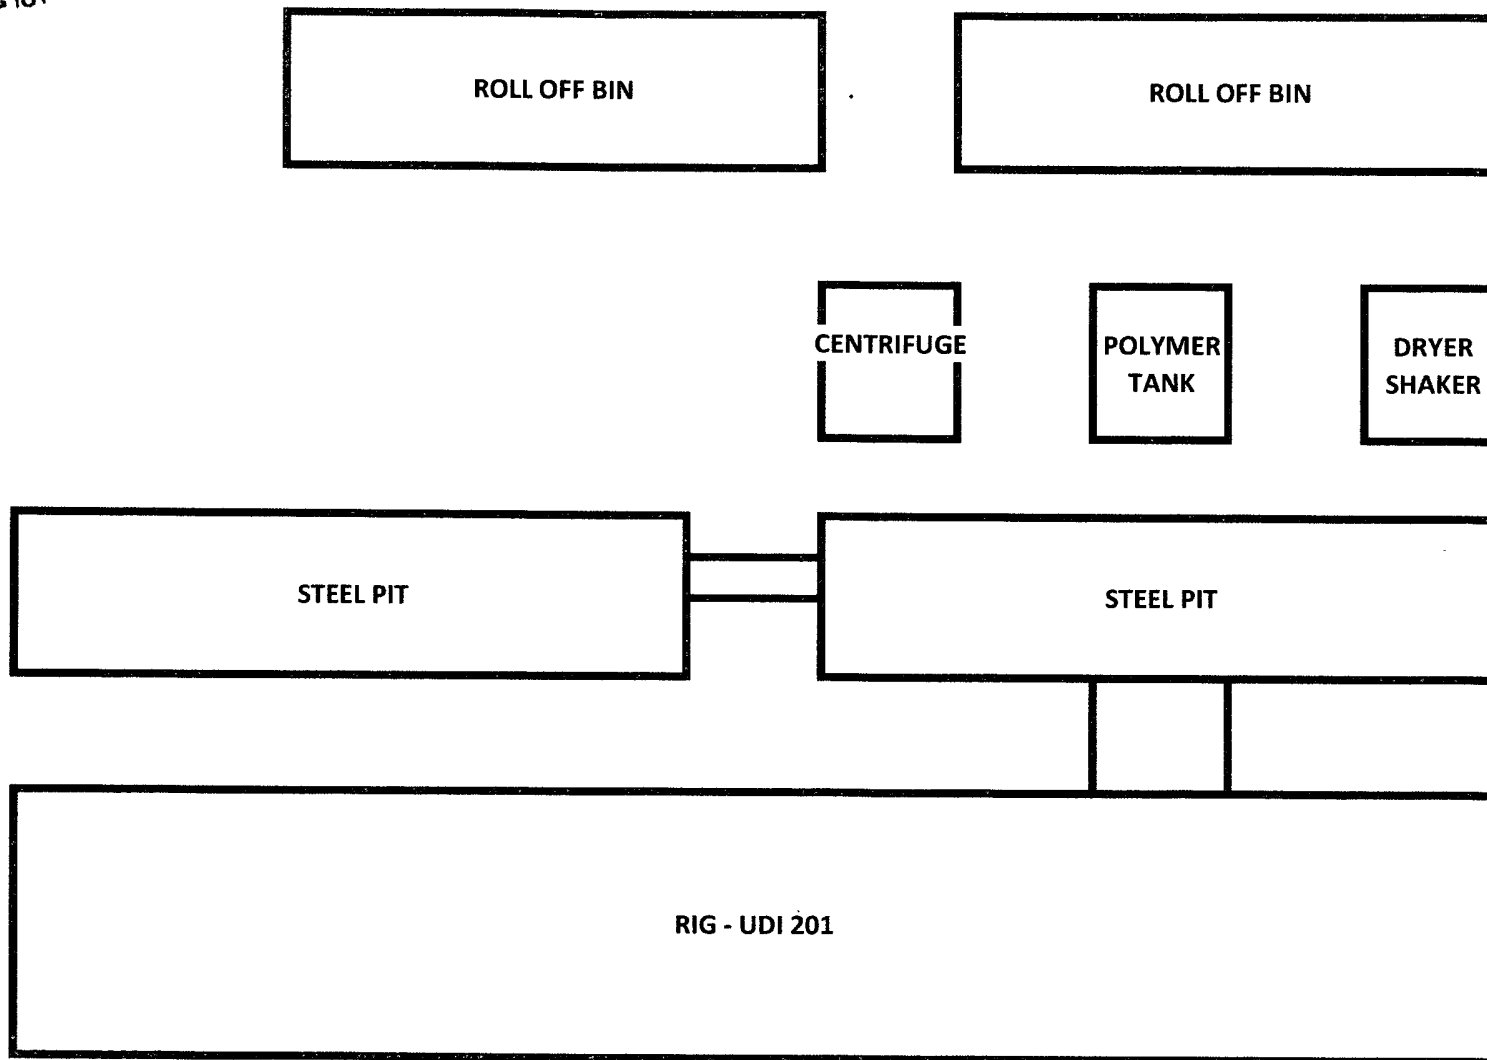 ROLL OFF BIN
ROLL OFF BIN
CENTRIFUGE
POLYMER
TANK
DRYER
SHAKER
STEEL PIT
STEEL PIT
RIG - UDI 201